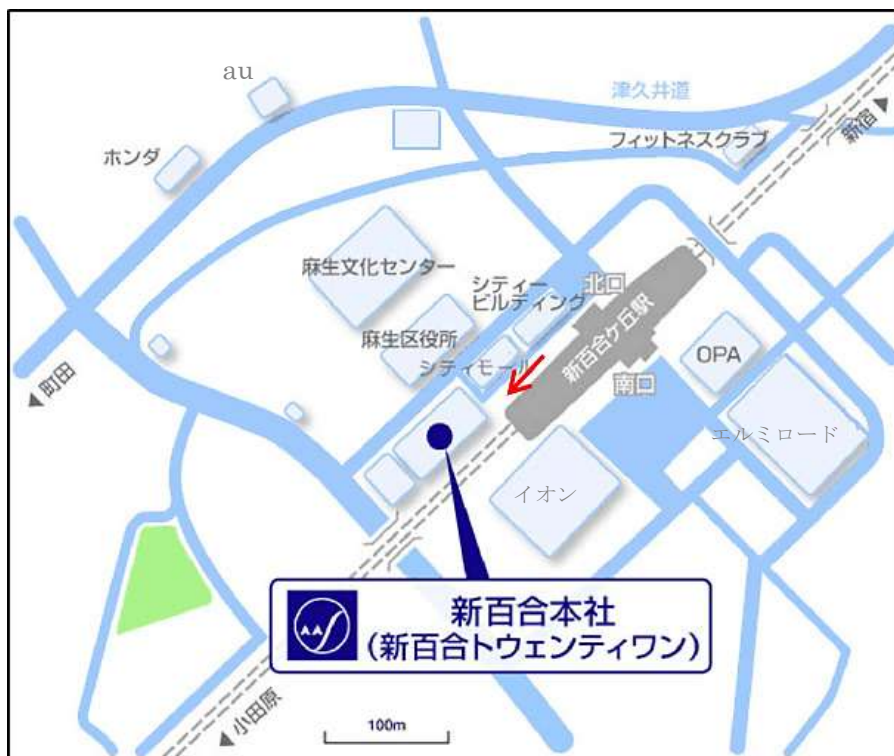 au
津久井道
▲新宿
ホンダ
フィットネスクラブ
麻生文化センター
シティー
ビルディング
北口
麻生区役所
シティモール
新百合ケ丘駅
OPA
南口
▲町田
エルミロード
イオン
AAS
新百合本社
(新百合トウェンティワン)
▲小田原
100m